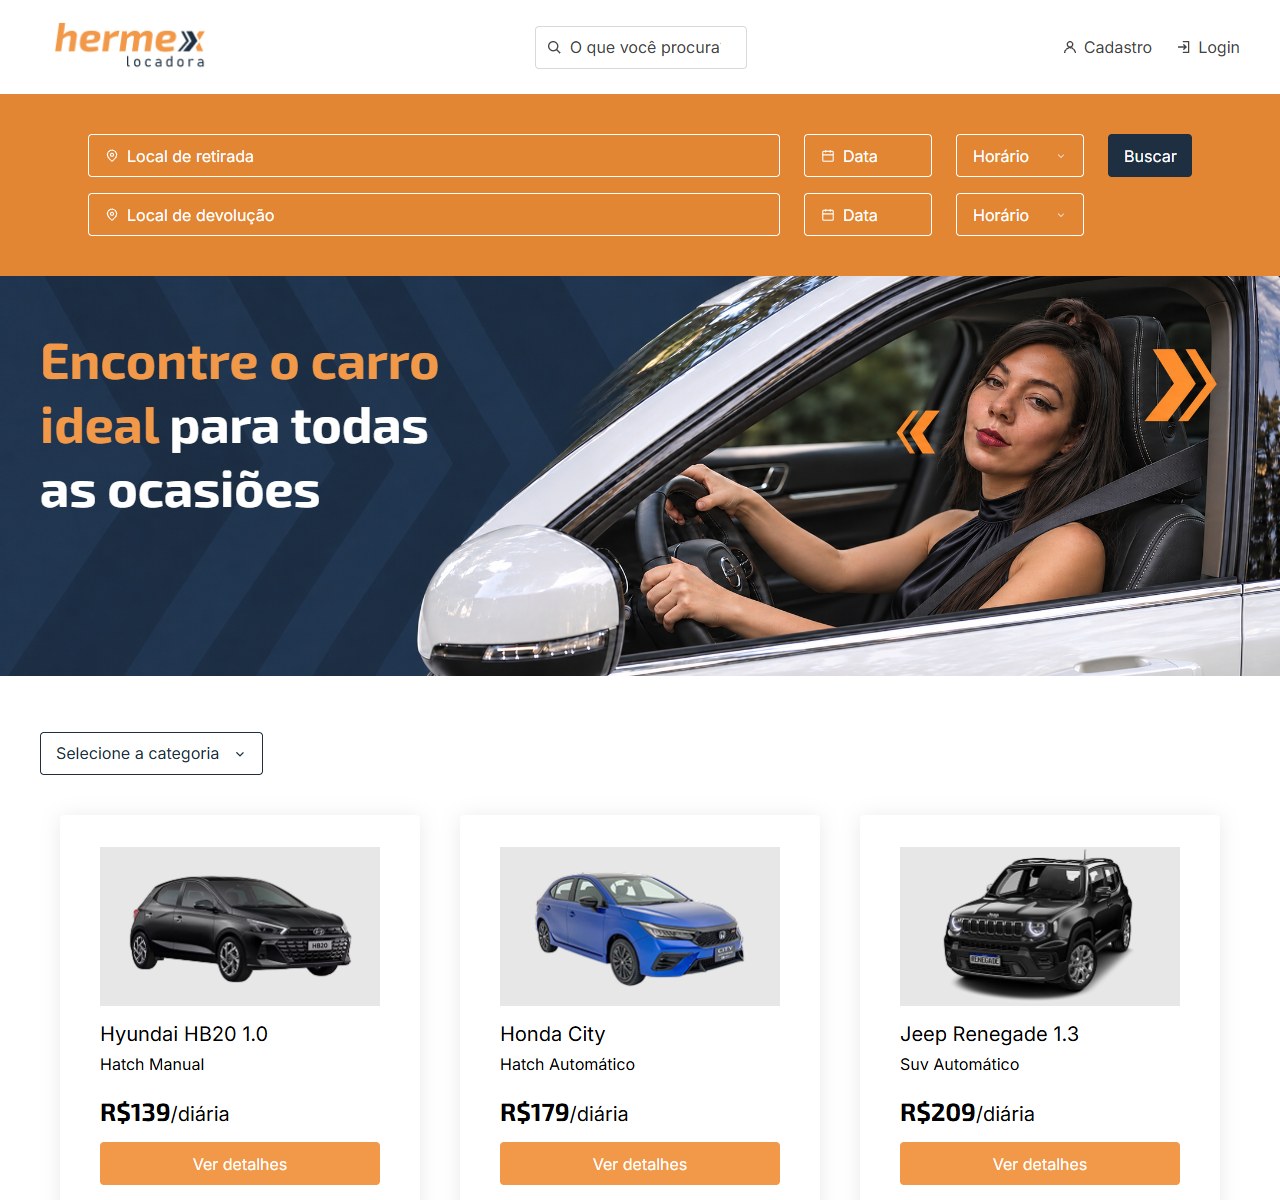 hermex
locadora
O que você procura
Cadastro
Login
Local de retirada
Data
Horário
Buscar
Local de devolução
Data
Horário
Encontre o carro
ideal para todas
as ocasiões
Selecione a categoria
HB20
CITY
Jeep
RENEGADE
Hyundai HB20 1.0
Hatch Manual
R$139/diária
Ver detalhes
Honda City
Hatch Automático
R$179/diária
Ver detalhes
Jeep Renegade 1.3
Suv Automático
R$209/diária
Ver detalhes